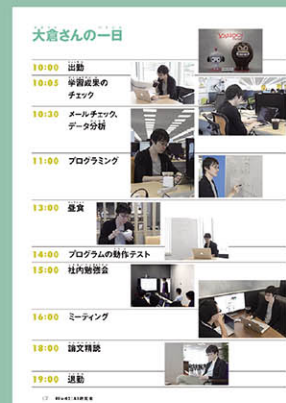 大倉さんの一日
YAHOO!
10:00 出勤
10:05 学習成果の
チェック
10:30 メールチェック、
データ分析
11:00 プログラミング
13:00 昼食
14:00 プログラムの動作テスト
15:00 社内勉強会
16:00 ミーティング
18:00 論文精読
19:00 退勤